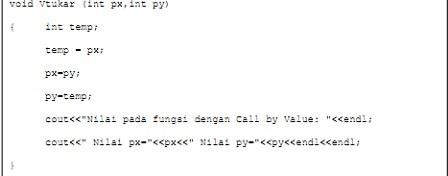 void Vtukar (int px,int py)
{ int temp;
temp = px;
px=py;
py=temp;
cout<<"Nilai pada fungsi dengan Call by Value: "<<endl;
cout<<" Nilai px="<<px<<" Nilai py="<<py<<endl<<endl;
}